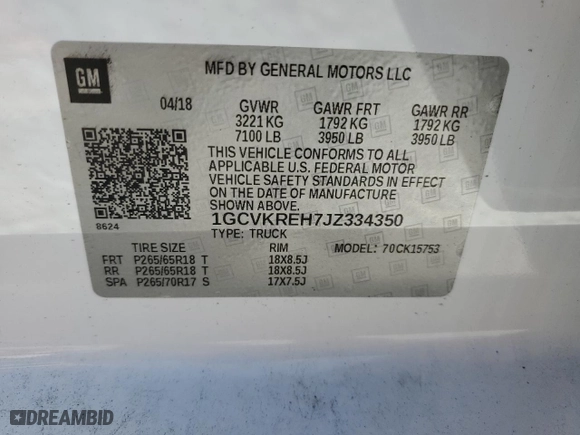 GM
MFD BY GENERAL MOTORS LLC
04/18 GVWR GAWR FRT GAWR RR
3221 KG 1792 KG 1792 KG
7100 LB 3950 LB 3950 LB
THIS VEHICLE CONFORMS TO ALL
APPLICABLE U.S. FEDERAL MOTOR
VEHICLE SAFETY STANDARDS IN EFFECT
ON THE DATE OF MANUFACTURE
SHOWN ABOVE.
1GCVKREH7JZ334350
8624
TYPE: TRUCK
TIRE SIZE RIM MODEL: 70CK15753
FRT P265/65R18 T 18X8.5J
RR P265/65R18 T 18X8.5J
SPA P265/70R17 S 17X7.5J
DREAMBID